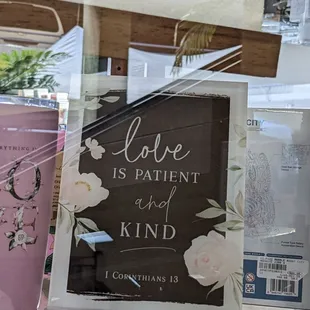 love
IS PATIENT
and
KIND
1 CORINTHIANS 13